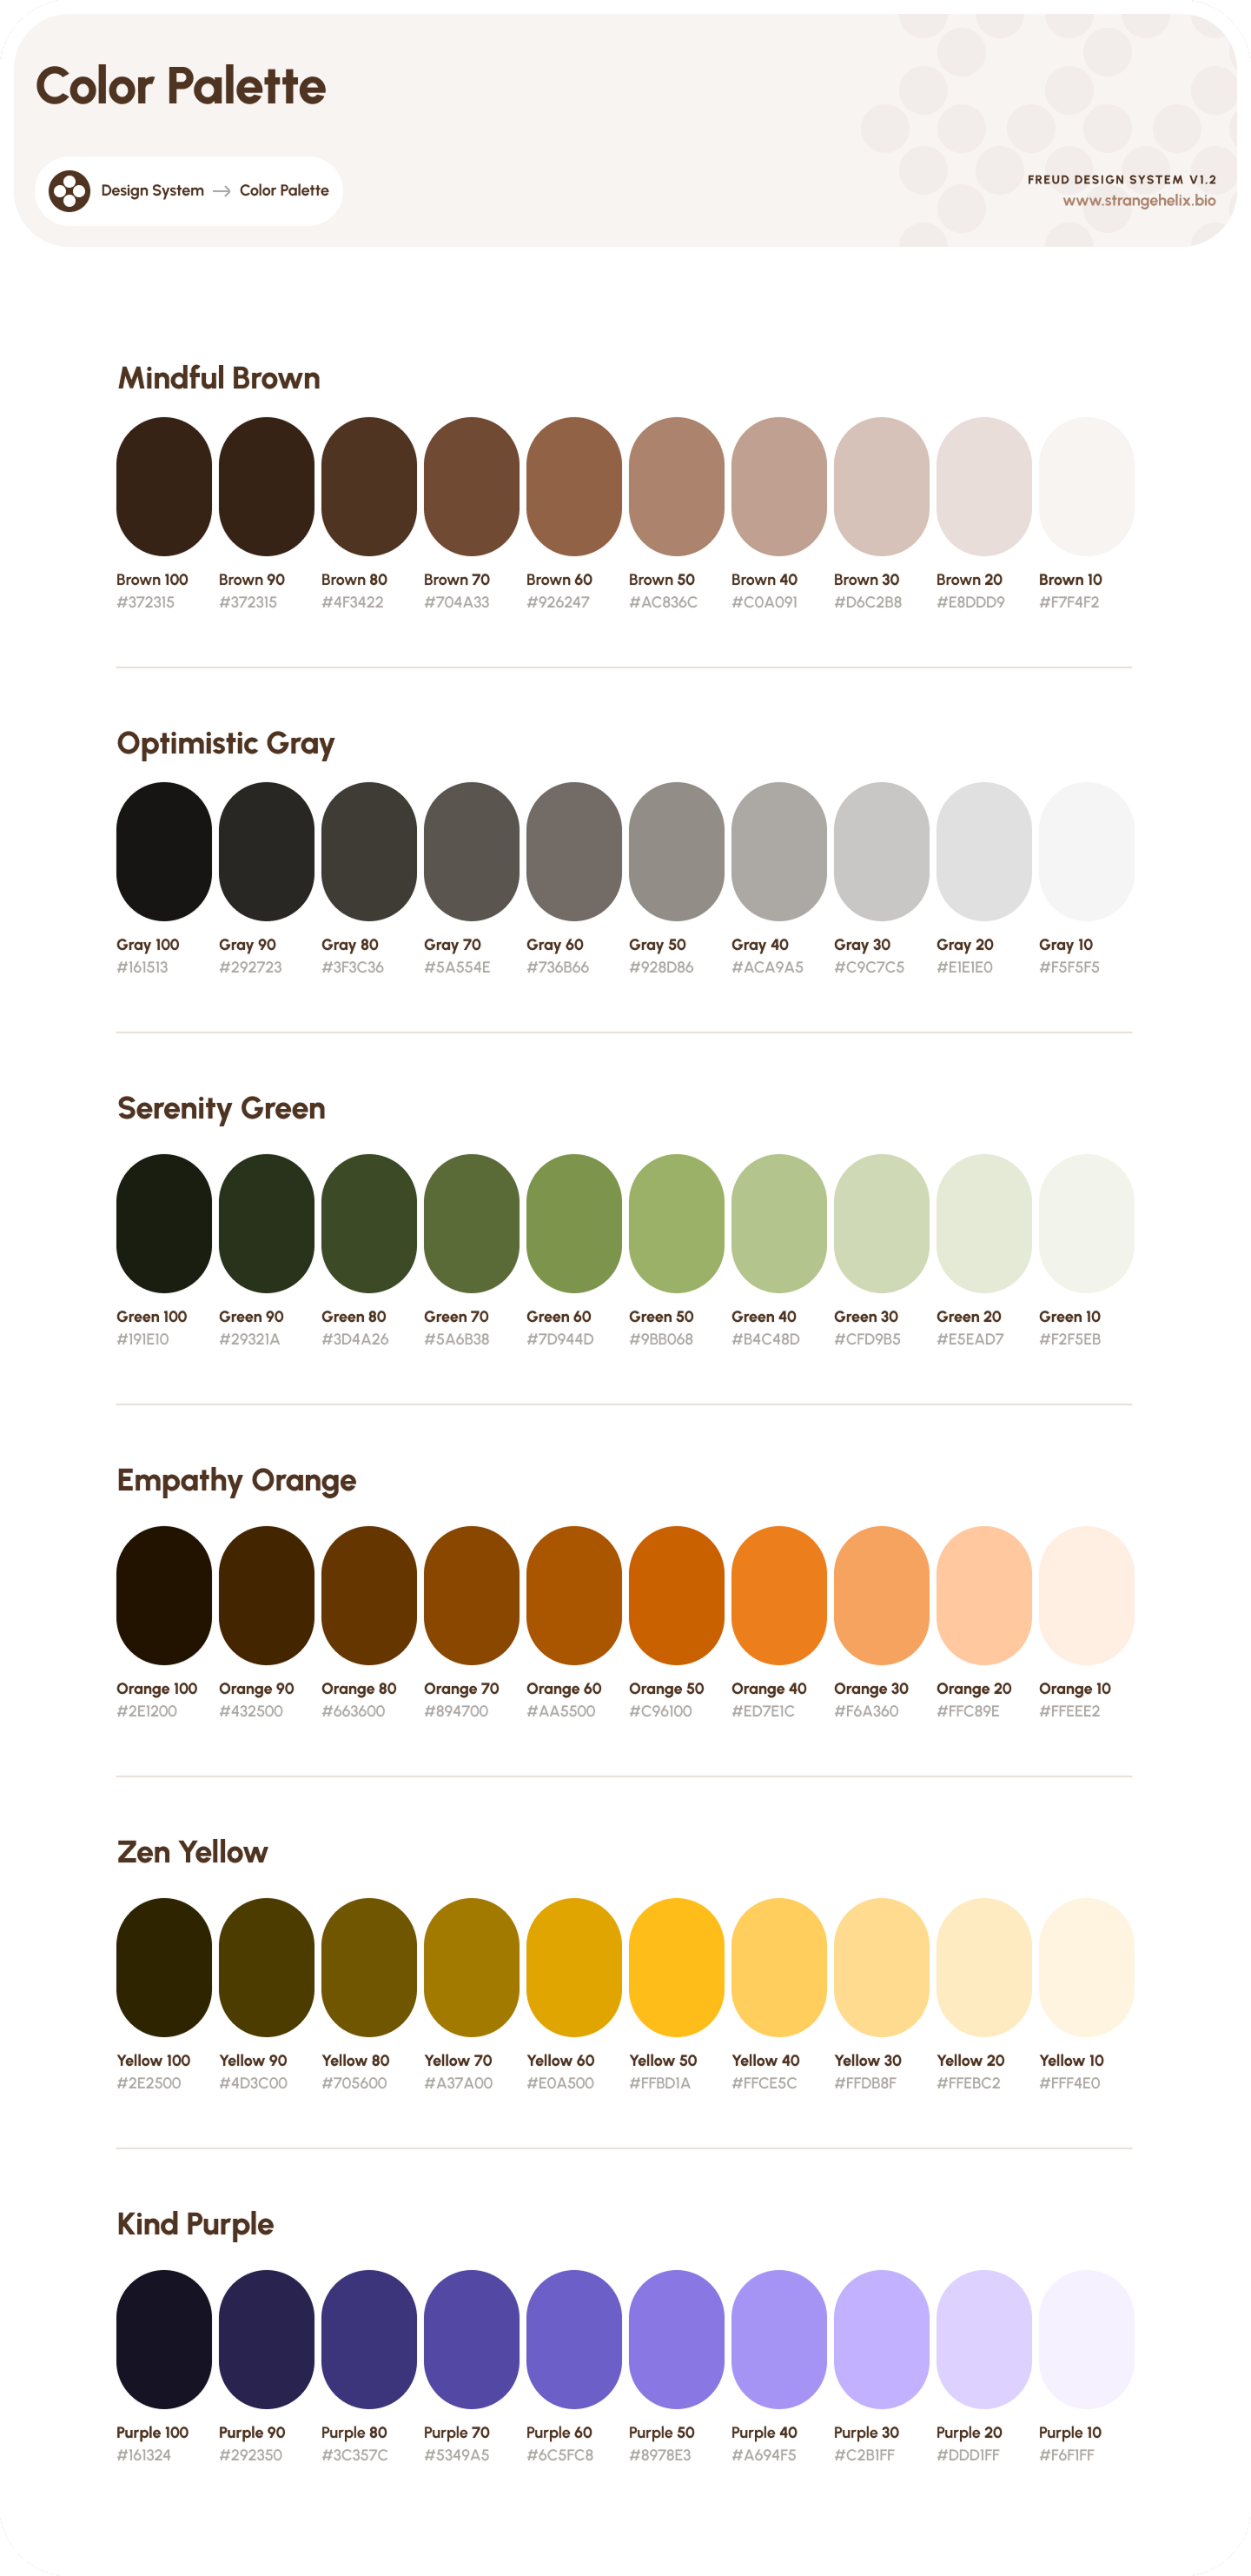 Color Palette
Design System → Color Palette
FREUD DESIGN SYSTEM V1.2
www.strangehelix.bio
Mindful Brown
Brown 100 Brown 90 Brown 80 Brown 70 Brown 60 Brown 50 Brown 40 Brown 30 Brown 20 Brown 10
#372315 #372315 #4F3422 #704A33 #926247 #AC836C #C0A091 #D6C2B8 #E8DDD9 #F7F4F2
Optimistic Gray
Gray 100 Gray 90 Gray 80 Gray 70 Gray 60 Gray 50 Gray 40 Gray 30 Gray 20 Gray 10
#161513 #292723 #3F3C36 #5A554E #736B66 #928D86 #ACA9A5 #C9C7C5 #E1E1E0 #F5F5F5
Serenity Green
Green 100 Green 90 Green 80 Green 70 Green 60 Green 50 Green 40 Green 30 Green 20 Green 10
#191E10 #29321A #3D4A26 #5A6B38 #7D944D #9BB068 #B4C48D #CFD9B5 #E5EAD7 #F2F5EB
Empathy Orange
Orange 100 Orange 90 Orange 80 Orange 70 Orange 60 Orange 50 Orange 40 Orange 30 Orange 20 Orange 10
#2E1200 #432500 #663600 #894700 #AA5500 #C96100 #ED7E1C #F6A360 #FFC89E #FFEEE2
Zen Yellow
Yellow 100 Yellow 90 Yellow 80 Yellow 70 Yellow 60 Yellow 50 Yellow 40 Yellow 30 Yellow 20 Yellow 10
#2E2500 #4D3C00 #705600 #A37A00 #E0A500 #FFBD1A #FFCE5C #FFDB8F #FFEBC2 #FFF4E0
Kind Purple
Purple 100 Purple 90 Purple 80 Purple 70 Purple 60 Purple 50 Purple 40 Purple 30 Purple 20 Purple 10
#161324 #292350 #3C357C #5349A5 #6C5FC8 #8978E3 #A694F5 #C2B1FF #DDD1FF #F6F1FF